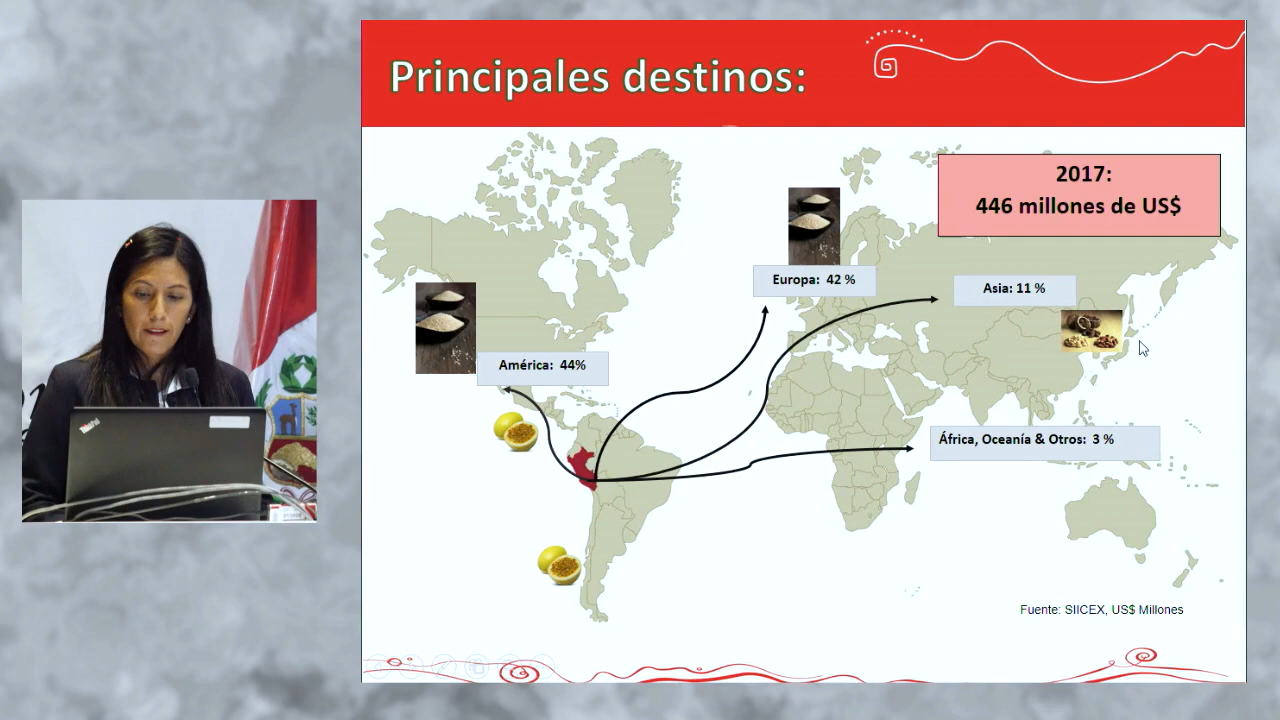 Principales destinos:
2017:
446 millones de US$
Europa: 42 %
Asia: 11 %
América: 44%
África, Oceanía & Otros: 3 %
Fuente: SIICEX, US$ Millones
ThinkPad